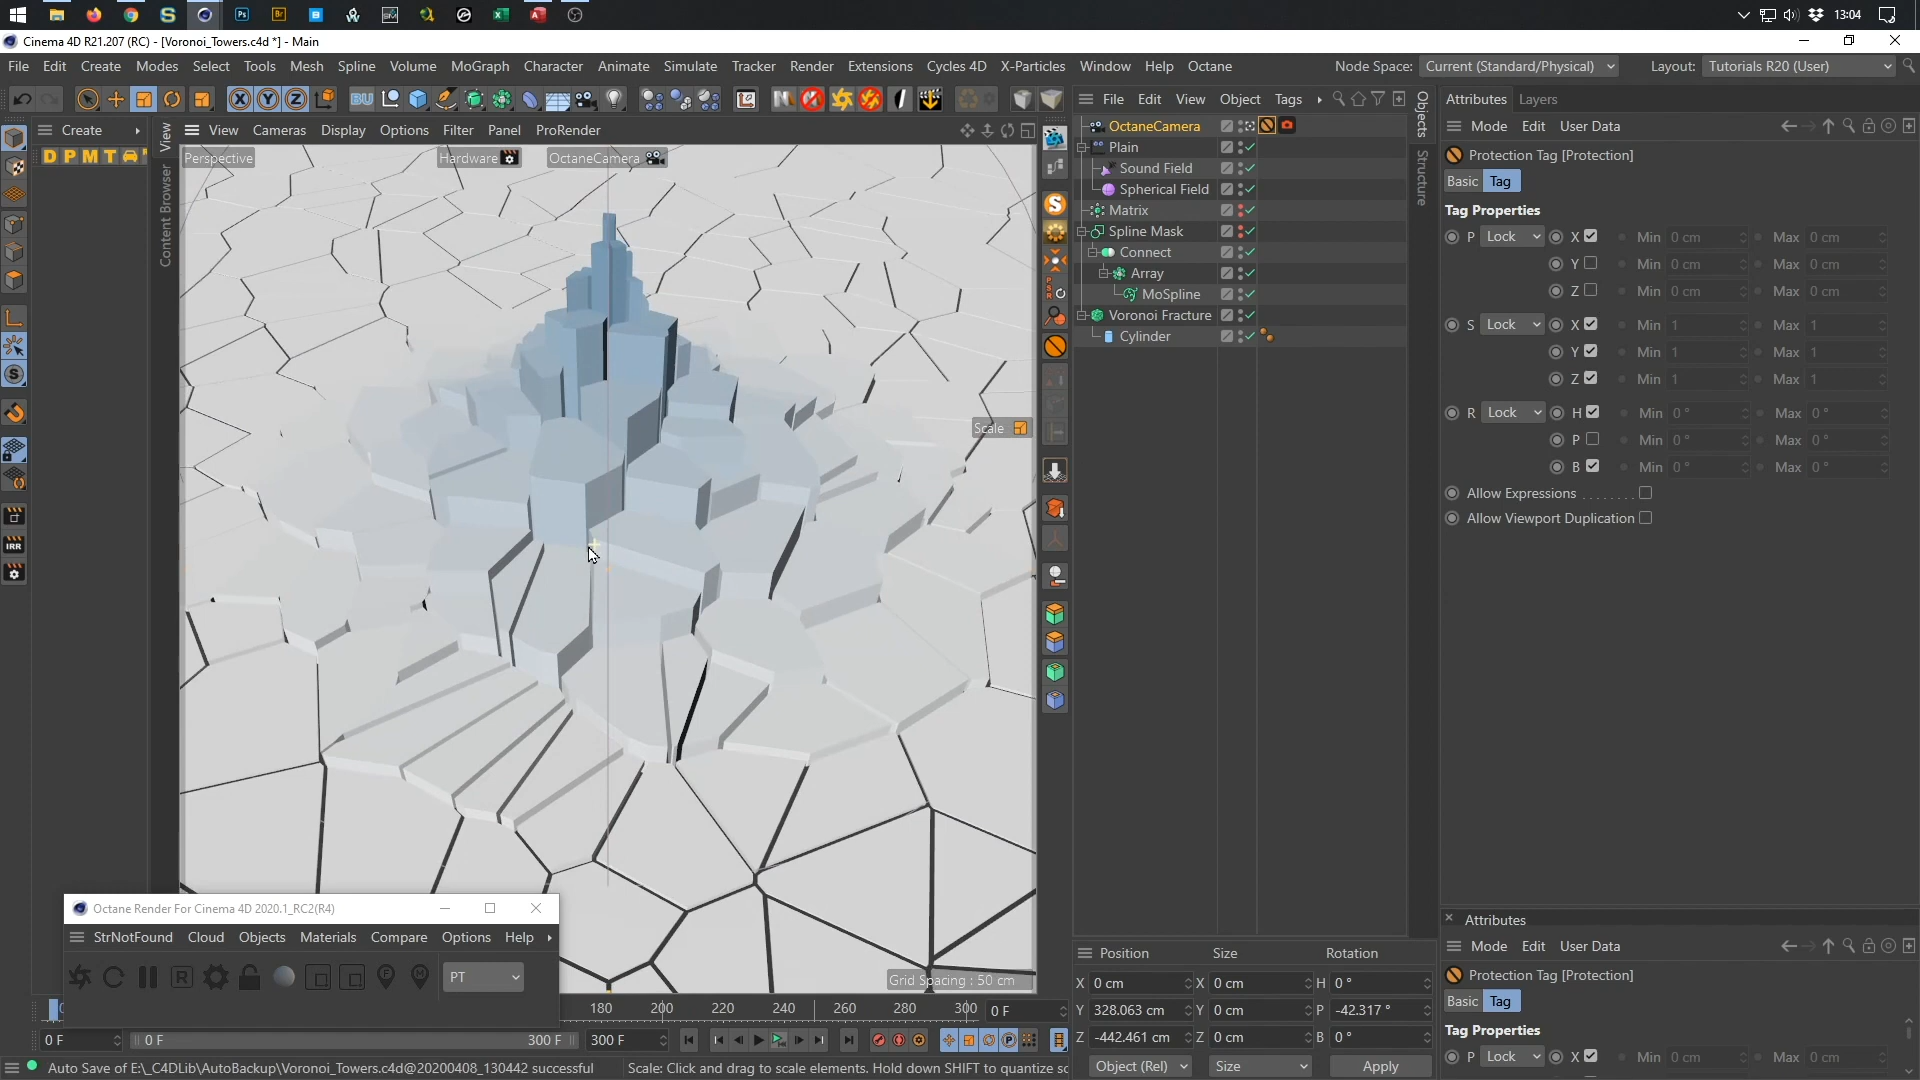 13:04
Cinema 4D R21.207 (RC) - [Voronoi_Towers.c4d *] - Main
File Edit Create Modes Select Tools Mesh Spline Volume MoGraph Character Animate Simulate Tracker Render Extensions Cycles 4D X-Particles Window Help Octane Node Space: Current (Standard/Physical) Layout: Tutorials R20 (User)
File Edit View Object Tags
Attributes Layers
Create
View Cameras Display Options Filter Panel ProRender
Mode Edit User Data
D P M T
View
Content Browser
Objects
Structure
Perspective Hardware OctaneCamera
OctaneCamera
Plain
Sound Field
Spherical Field
Matrix
Spline Mask
Connect
Array
MoSpline
Voronoi Fracture
Cylinder
Protection Tag [Protection]
Basic Tag
Tag Properties
P Lock X Min 0 cm Max 0 cm
Y Min 0 cm Max 0 cm
Z Min 0 cm Max 0 cm
S Lock X Min 1 Max 1
Y Min 1 Max 1
Z Min 1 Max 1
R Lock H Min 0 ° Max 0 °
P Min 0 ° Max 0 °
B Min 0 ° Max 0 °
Allow Expressions . . . . . . .
Allow Viewport Duplication
Scale
IRR
Grid Spacing : 50 cm
Octane Render For Cinema 4D 2020.1_RC2(R4)
StrNotFound Cloud Objects Materials Compare Options Help
PT
180 200 220 240 260 280 300 0 F
0 F 0 F 300 F 300 F
Auto Save of E:\_C4DLib\AutoBackup\Voronoi_Towers.c4d@20200408_130442 successful
Scale: Click and drag to scale elements. Hold down SHIFT to quantize sc
Position Size Rotation
X 0 cm X 0 cm H 0 °
Y 328.063 cm Y 0 cm P -42.317 °
Z -442.461 cm Z 0 cm B 0 °
Object (Rel) Size Apply
Attributes
Mode Edit User Data
Protection Tag [Protection]
Basic Tag
Tag Properties
P Lock X Min 0 cm Max 0 cm